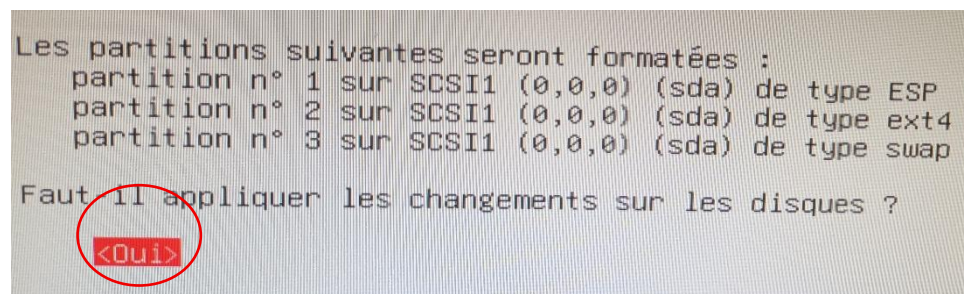 Les partitions suivantes seront formatées :
partition n° 1 sur SCSI1 (0,0,0) (sda) de type ESP
partition n° 2 sur SCSI1 (0,0,0) (sda) de type ext4
partition n° 3 sur SCSI1 (0,0,0) (sda) de type swap
Faut-il appliquer les changements sur les disques ?
<Oui>